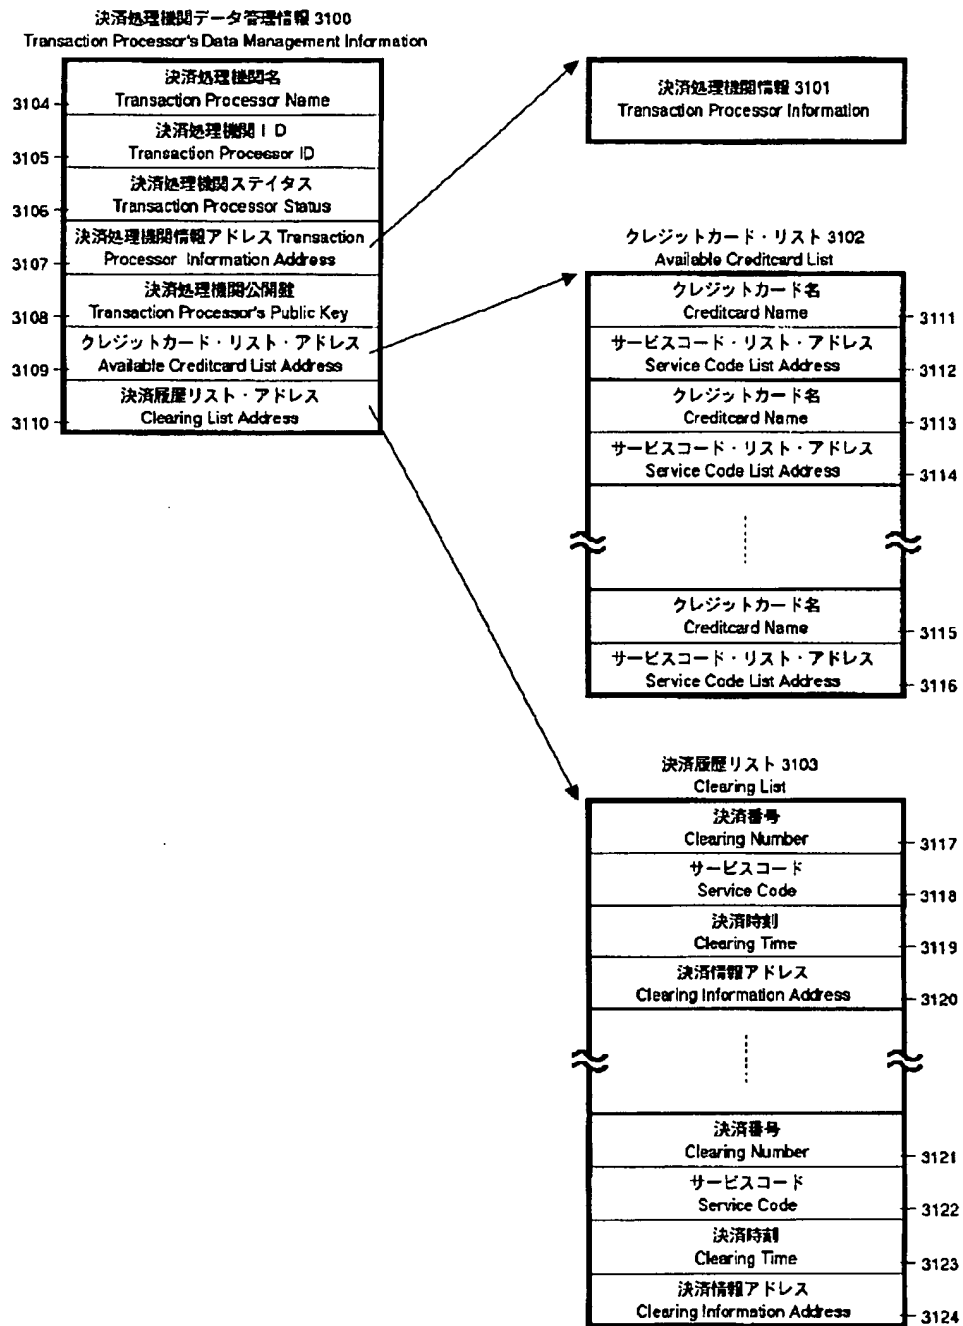 決済処理機関データ管理情報 3100
Transaction Processor's Data Management Information
決済処理機関名
Transaction Processor Name
3104
決済処理機関ID
Transaction Processor ID
3105
決済処理機関ステイタス
Transaction Processor Status
3106
決済処理機関情報アドレス Transaction
Processor Information Address
3107
決済処理機関公開鍵
Transaction Processor's Public Key
3108
クレジットカード・リスト・アドレス
Available Creditcard List Address
3109
決済履歴リスト・アドレス
Clearing List Address
3110
決済処理機関情報 3101
Transaction Processor Information
クレジットカード・リスト 3102
Available Creditcard List
クレジットカード名
Creditcard Name
3111
サービスコード・リスト・アドレス
Service Code List Address
3112
クレジットカード名
Creditcard Name
3113
サービスコード・リスト・アドレス
Service Code List Address
3114
クレジットカード名
Creditcard Name
3115
サービスコード・リスト・アドレス
Service Code List Address
3116
決済履歴リスト 3103
Clearing List
決済番号
Clearing Number
3117
サービスコード
Service Code
3118
決済時刻
Clearing Time
3119
決済情報アドレス
Clearing Information Address
3120
決済番号
Clearing Number
3121
サービスコード
Service Code
3122
決済時刻
Clearing Time
3123
決済情報アドレス
Clearing Information Address
3124